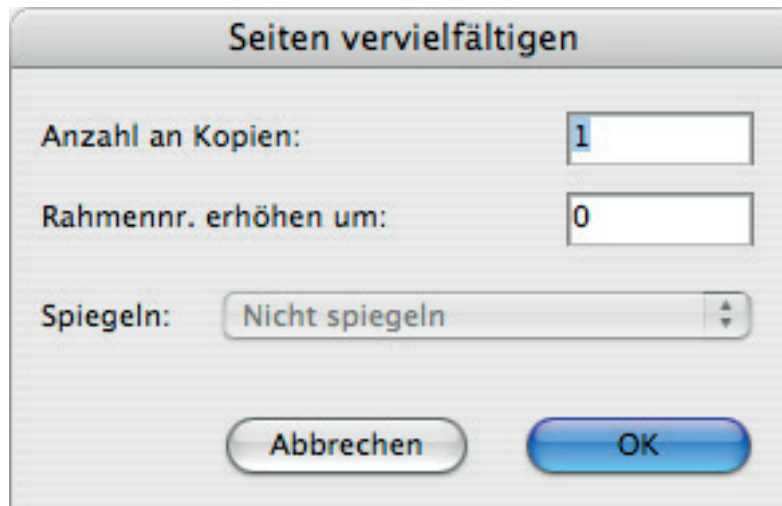 Seiten vervielfältigen
Anzahl an Kopien: 1
Rahmennr. erhöhen um: 0
Spiegeln: Nicht spiegeln
Abbrechen OK